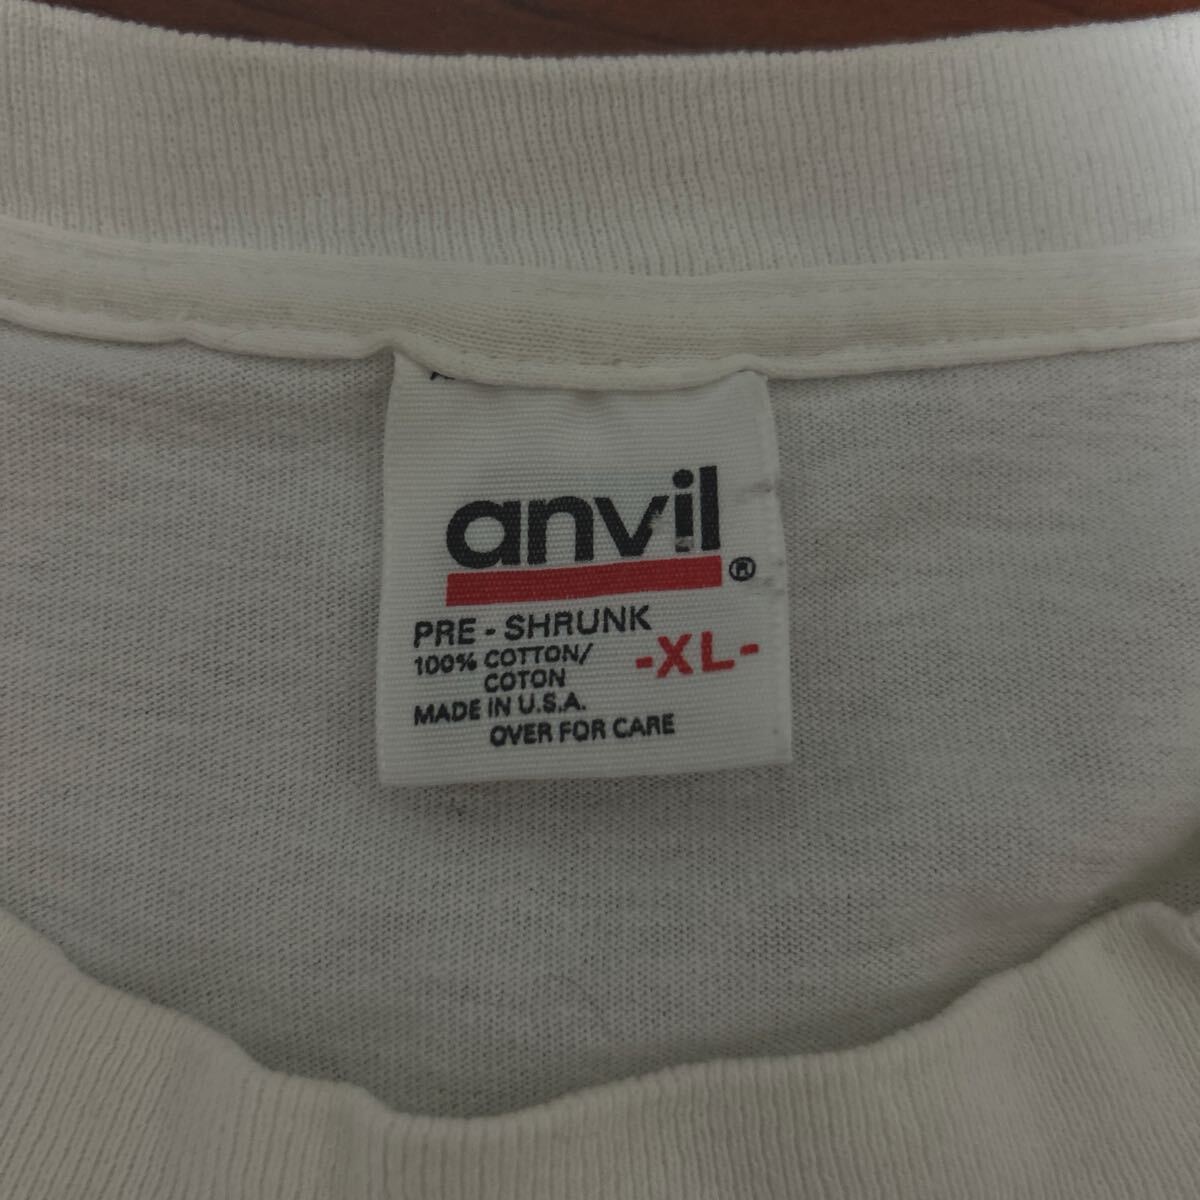 anvil®
PRE - SHRUNK
100% COTTON/
COTON
-XL-
MADE IN U.S.A.
OVER FOR CARE